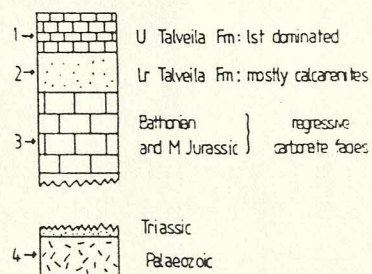 1→ U Talveila Fm: lst dominated
2→ Lr Talveila Fm: mostly calcarenites
Bathonian regressive
3→ and M Jurassic carbonate facies
Triassic
4→ Palaeozoic